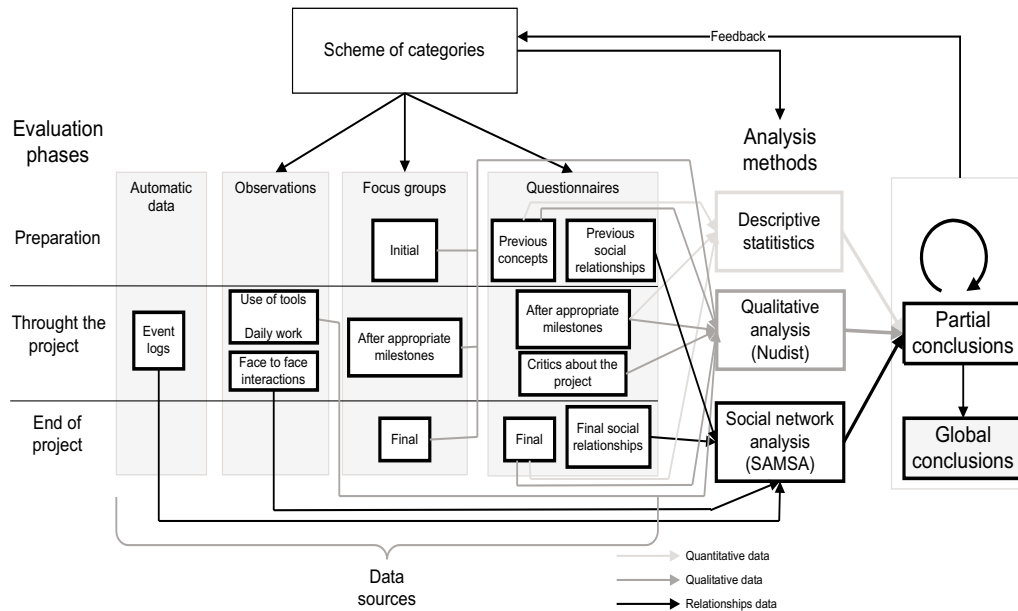 Scheme of categories
Feedback
Evaluation
phases
Analysis
methods
Automatic
data
Observations
Focus groups
Questionnaires
Preparation
Initial
Previous
concepts
Previous
social
relationships
Descriptive
statitistics
Throught the
project
Event
logs
Use of tools
Daily work
Face to face
interactions
After appropriate
milestones
After appropriate
milestones
Critics about the
project
Qualitative
analysis
(Nudist)
Partial
conclusions
End of
project
Final
Final
Final social
relationships
Social network
analysis
(SAMSA)
Global
conclusions
Data
sources
Quantitative data
Qualitative data
Relationships data